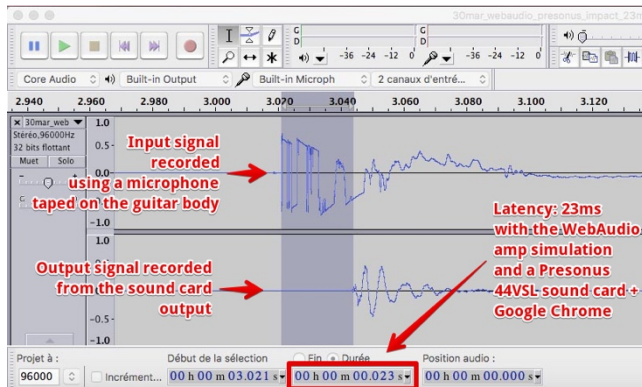 30mar_webaudio_presonus_impact_23m
G
D
G
D
-36 -24 -12 0
-36 -24 -12 0
Core Audio
Built-in Output
Built-in Microph
2 canaux d'entré...
2.940 2.960 2.980 3.000 3.020 3.040 3.060 3.080 3.100 3.120
× 30mar_web
Stéréo,96000Hz
32 bits flottant
Muet Solo
- +
1.0
0.5-
0.0-
-0.5-
-1.0
1.0
-0.5-
-1.0
Input signal
recorded
using a microphone
taped on the guitar body
Output signal recorded
from the sound card
output
Latency: 23ms
with the WebAudio
amp simulation
and a Presonus
44VSL sound card +
Google Chrome
Projet à :
Début de la sélection
Fin
Durée
Position audio :
96000
Incrément...
00 h 00 m 03.021 s
00 h 00 m 00.023 s
00 h 00 m 00.000 s